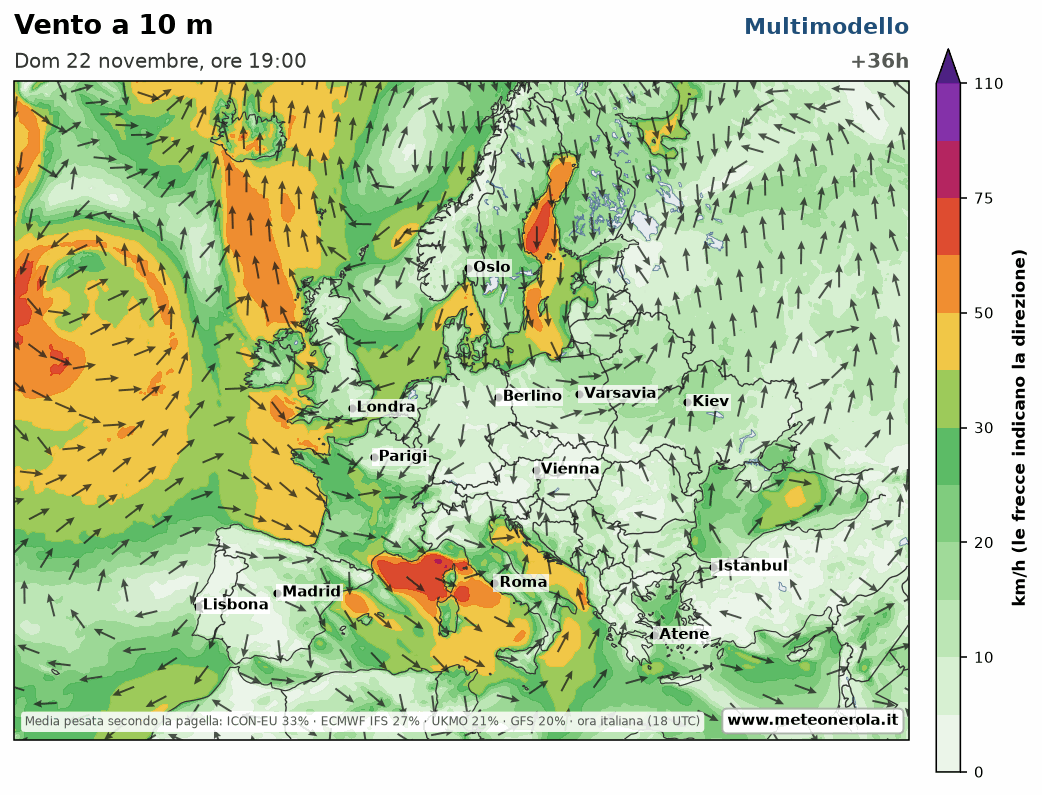 Vento a 10 m
Multimodello
Dom 22 novembre, ore 19:00
+36h
110
75
50
30
20
10
0
km/h (le frecce indicano la direzione)
Oslo
Londra
Berlino
Varsavia
Kiev
Parigi
Vienna
Madrid
Roma
Istanbul
Lisbona
Atene
Media pesata secondo la pagella: ICON-EU 33% · ECMWF IFS 27% · UKMO 21% · GFS 20% · ora italiana (18 UTC)
www.meteonerola.it